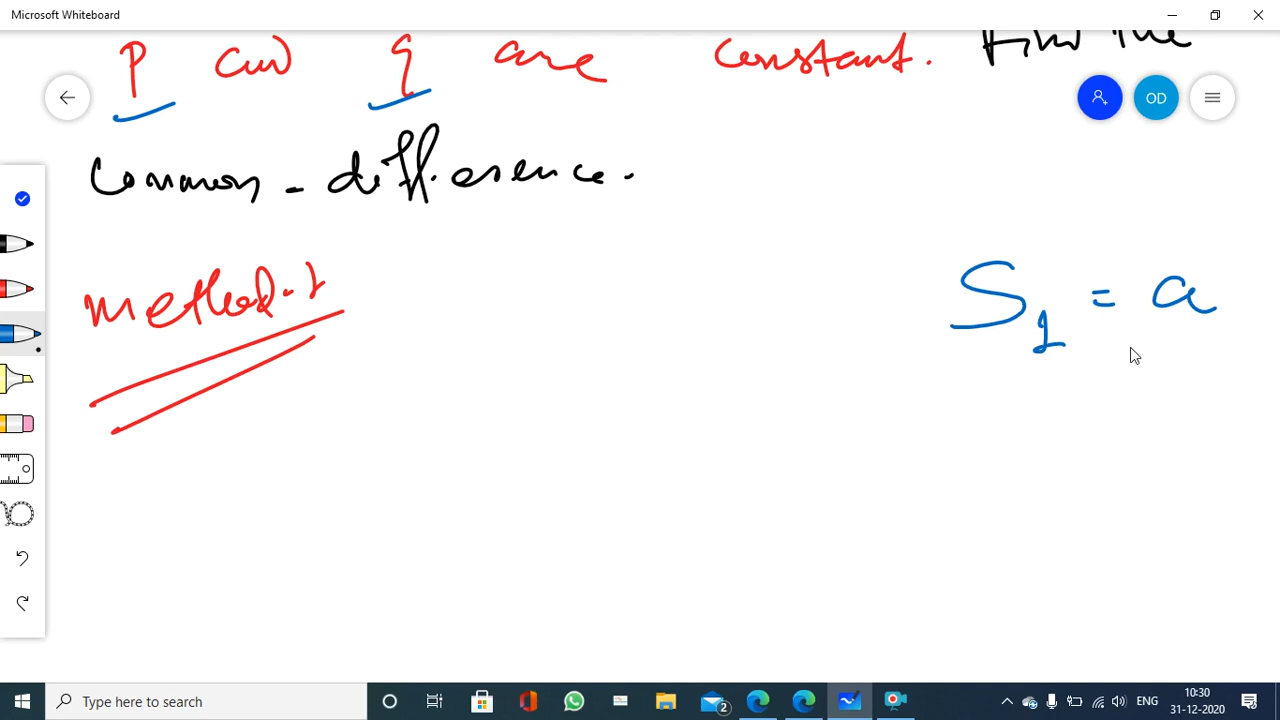 Microsoft Whiteboard
P and q are constant. Find the
OD
Common - difference.
Method-1
S1 = a
Type here to search
2
ENG
10:30
31-12-2020